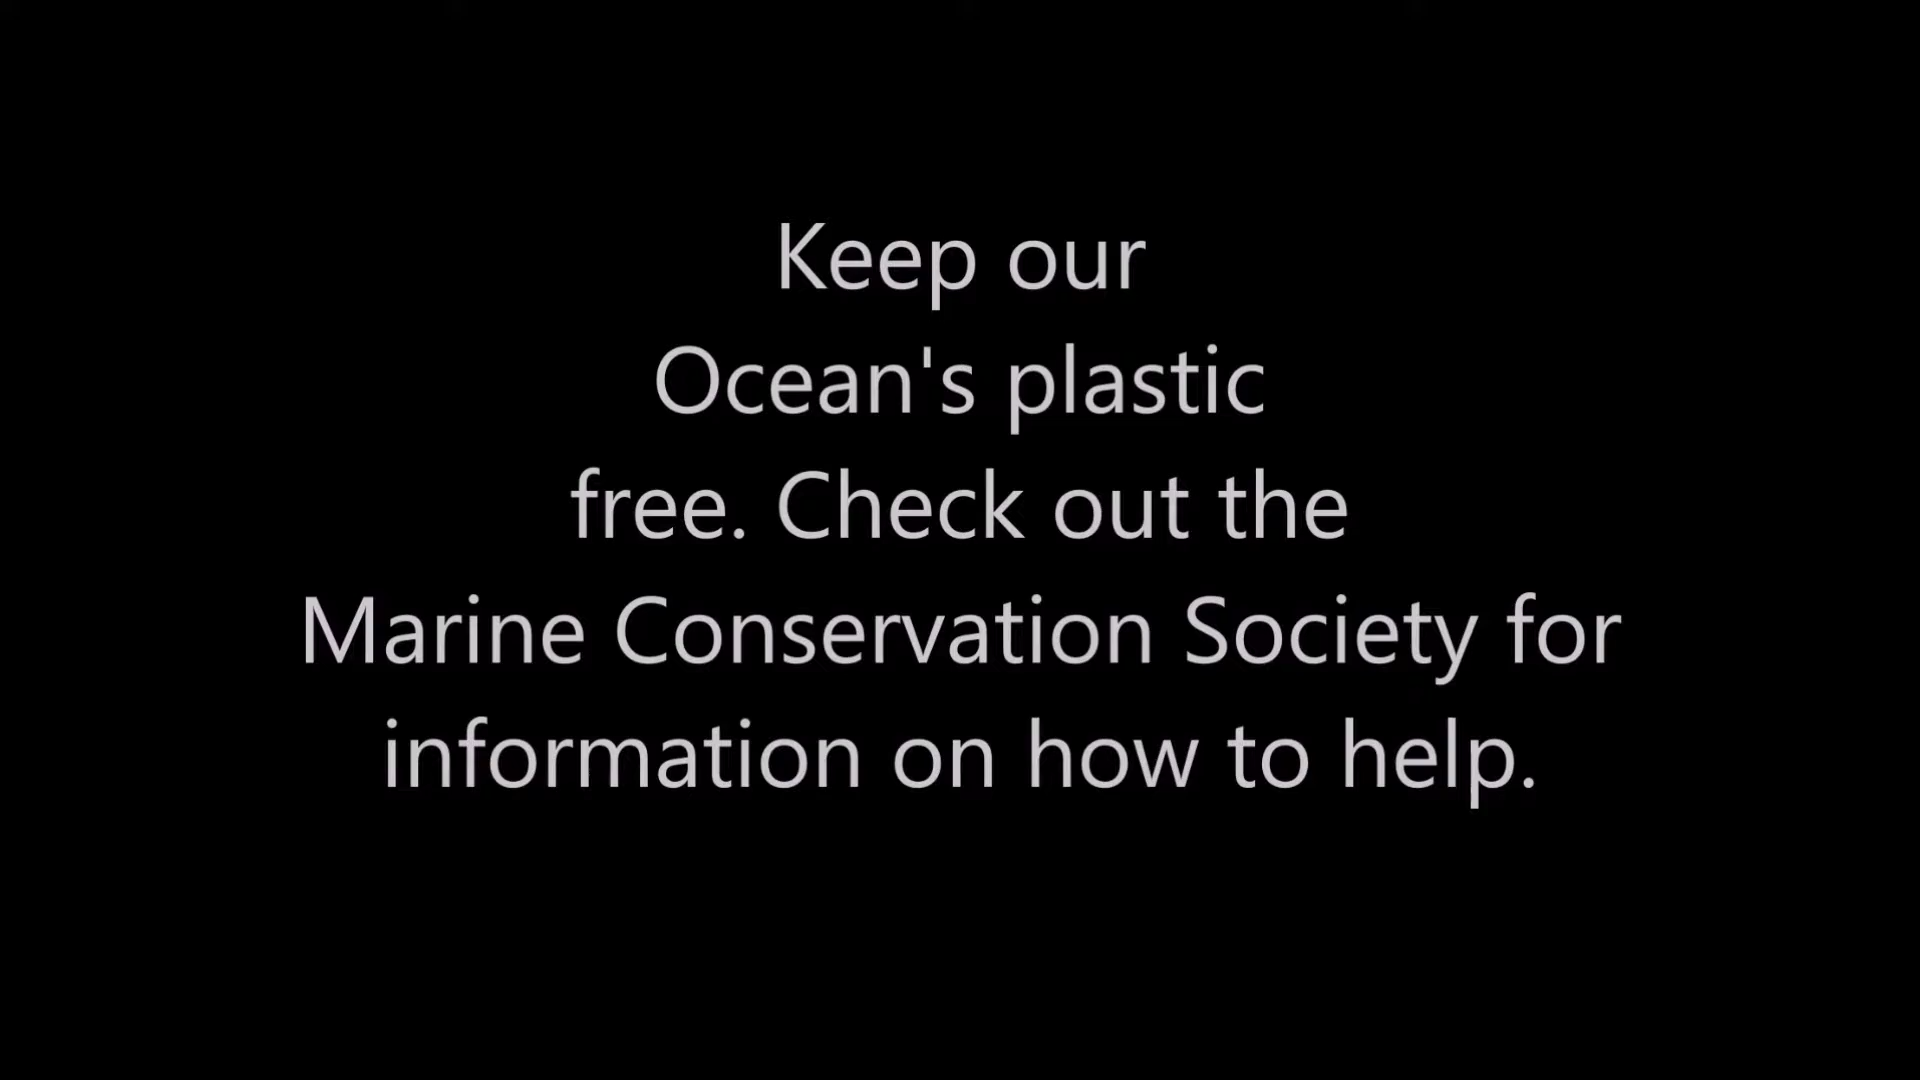 Keep our
Ocean's plastic
free. Check out the
Marine Conservation Society for
information on how to help.